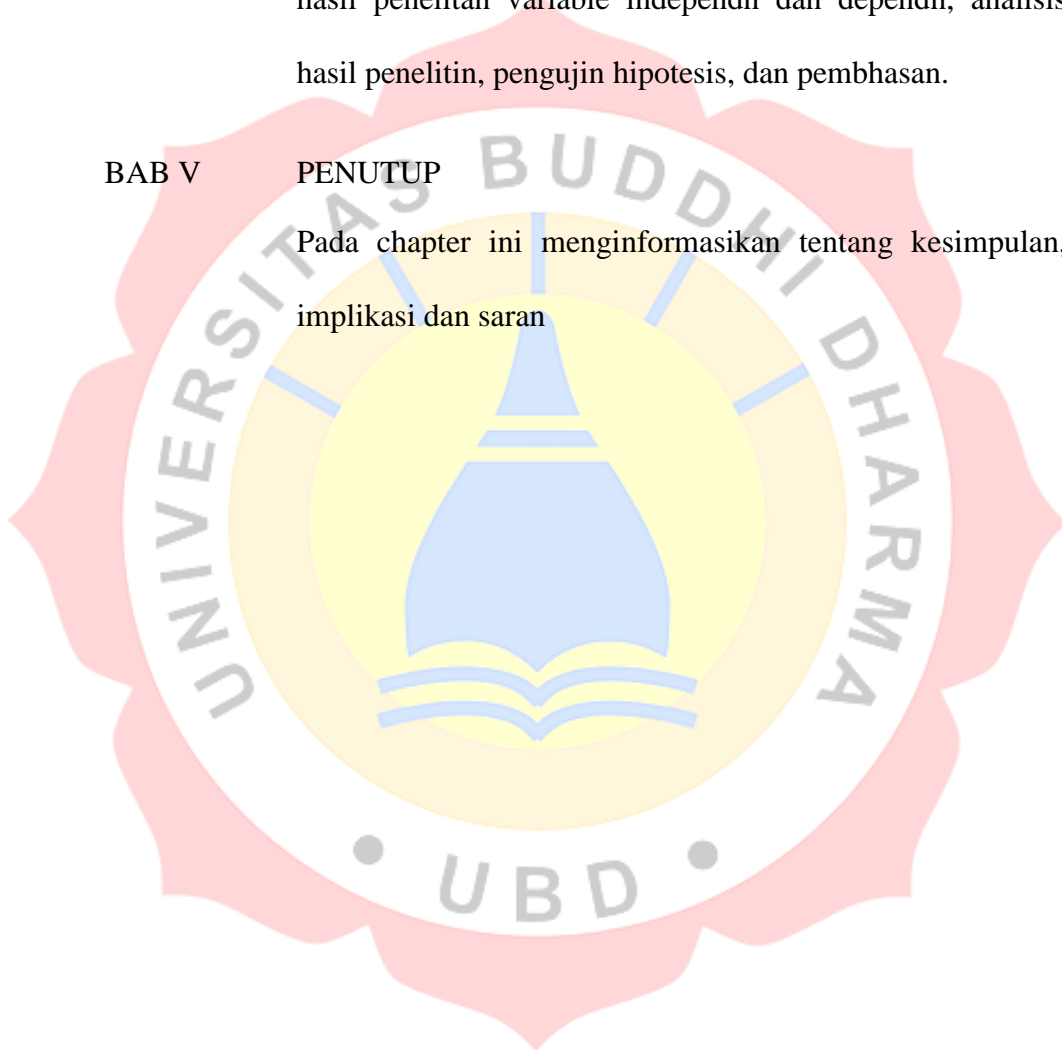 hasil penelitan variable independn dan dependn, analisis
hasil penelitin, pengujin hipotesis, dan pembhasan.
BAB V PENUTUP
Pada chapter ini menginformasikan tentang kesimpulan,
implikasi dan saran
UNIVERSITAS BUDDHI DHARMA
• UBD •